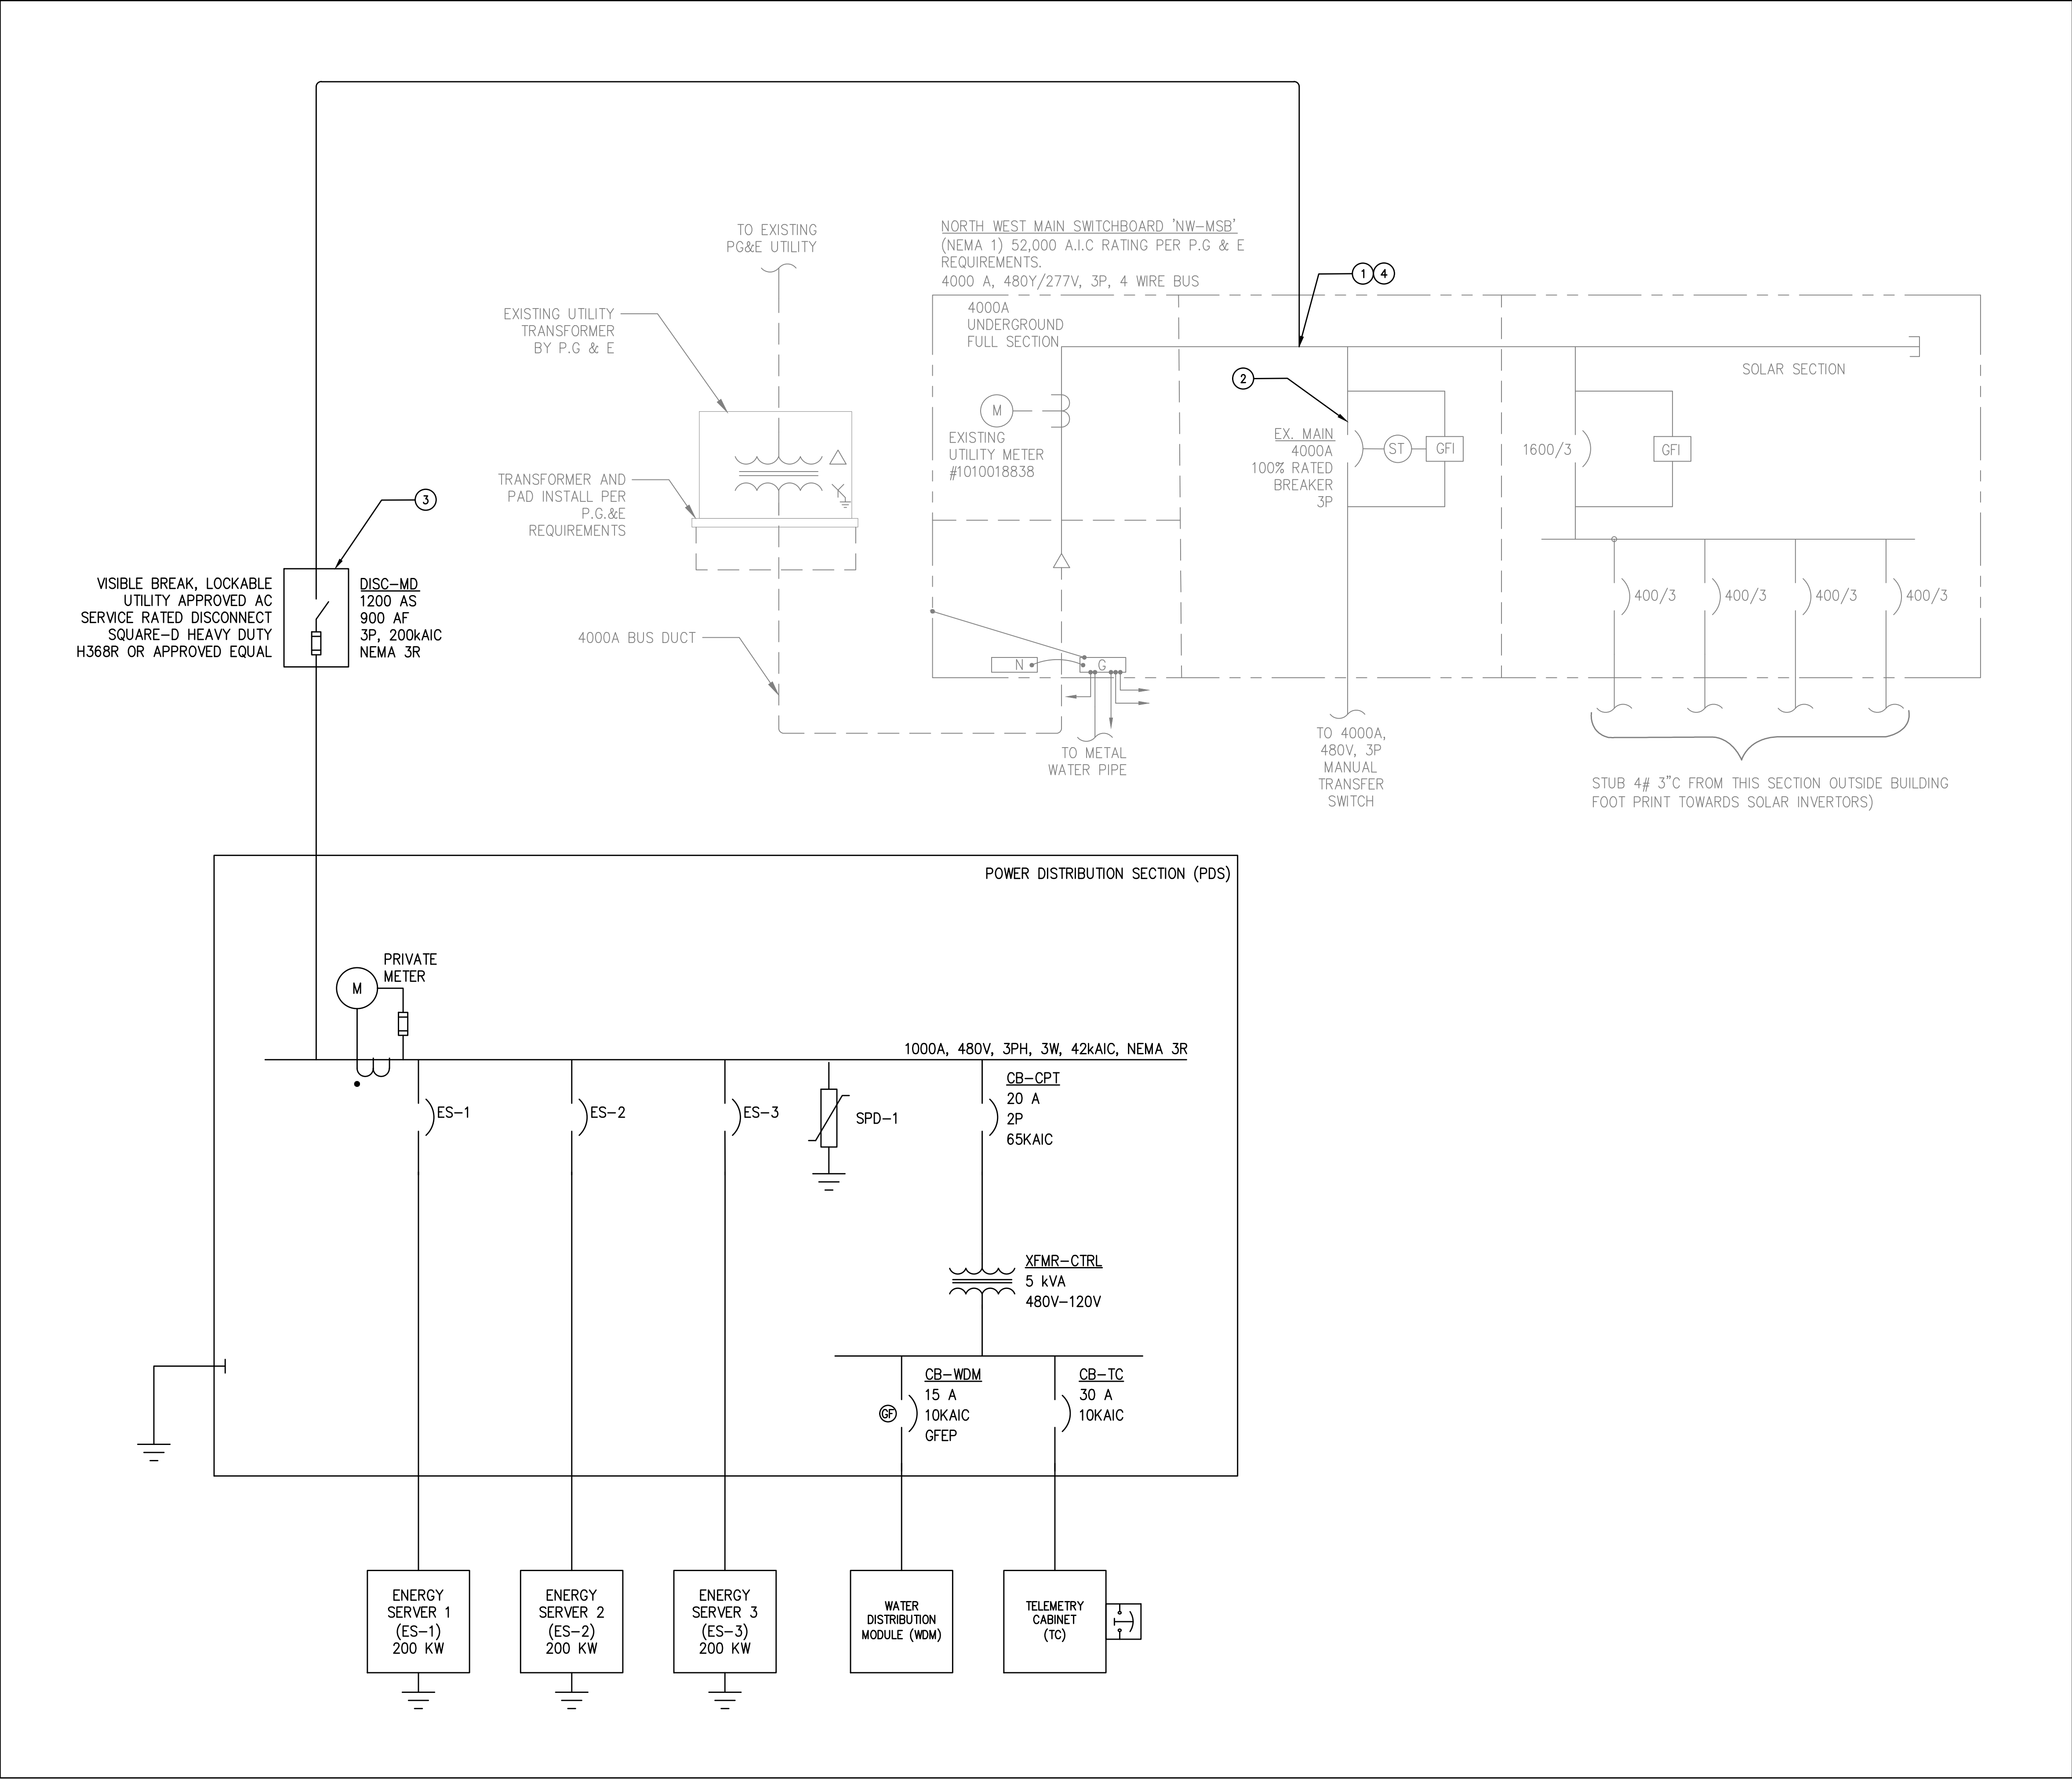 TO EXISTING
PG&E UTILITY
NORTH WEST MAIN SWITCHBOARD 'NW-MSB'
(NEMA 1) 52,000 A.I.C RATING PER P.G & E
REQUIREMENTS.
4000 A, 480Y/277V, 3P, 4 WIRE BUS
1 4
EXISTING UTILITY
TRANSFORMER
BY P.G & E
4000A
UNDERGROUND
FULL SECTION
SOLAR SECTION
2
M
EXISTING
UTILITY METER
#1010018838
EX. MAIN
4000A
100% RATED
BREAKER
3P
ST
GFI
1600/3
GFI
TRANSFORMER AND
PAD INSTALL PER
P.G.&E
REQUIREMENTS
3
VISIBLE BREAK, LOCKABLE
UTILITY APPROVED AC
SERVICE RATED DISCONNECT
SQUARE-D HEAVY DUTY
H368R OR APPROVED EQUAL
DISC-MD
1200 AS
900 AF
3P, 200kAIC
NEMA 3R
4000A BUS DUCT
N
G
400/3
400/3
400/3
400/3
TO METAL
WATER PIPE
TO 4000A,
480V, 3P
MANUAL
TRANSFER
SWITCH
STUB 4# 3"C FROM THIS SECTION OUTSIDE BUILDING
FOOT PRINT TOWARDS SOLAR INVERTORS)
POWER DISTRIBUTION SECTION (PDS)
PRIVATE
METER
M
1000A, 480V, 3PH, 3W, 42kAIC, NEMA 3R
ES-1
ES-2
ES-3
SPD-1
CB-CPT
20 A
2P
65KAIC
XFMR-CTRL
5 kVA
480V-120V
CB-WDM
15 A
10KAIC
GFEP
GF
CB-TC
30 A
10KAIC
ENERGY
SERVER 1
(ES-1)
200 KW
ENERGY
SERVER 2
(ES-2)
200 KW
ENERGY
SERVER 3
(ES-3)
200 KW
WATER
DISTRIBUTION
MODULE (WDM)
TELEMETRY
CABINET
(TC)